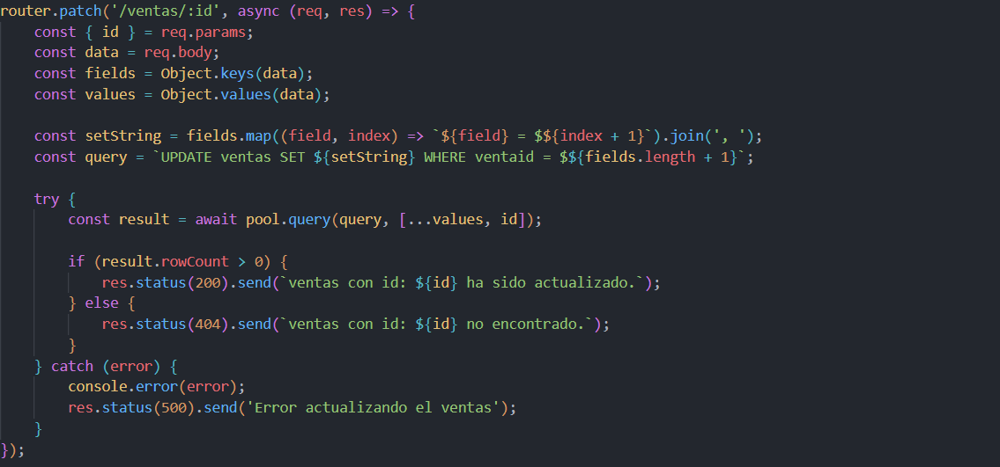 router.patch('/ventas/:id', async (req, res) => {
    const { id } = req.params;
    const data = req.body;
    const fields = Object.keys(data);
    const values = Object.values(data);

    const setString = fields.map((field, index) => `${field} = $${index + 1}`).join(', ');
    const query = `UPDATE ventas SET ${setString} WHERE ventaid = $${fields.length + 1}`;

    try {
        const result = await pool.query(query, [...values, id]);

        if (result.rowCount > 0) {
            res.status(200).send(`ventas con id: ${id} ha sido actualizado.`);
        } else {
            res.status(404).send(`ventas con id: ${id} no encontrado.`);
        }
    } catch (error) {
        console.error(error);
        res.status(500).send('Error actualizando el ventas');
    }
});